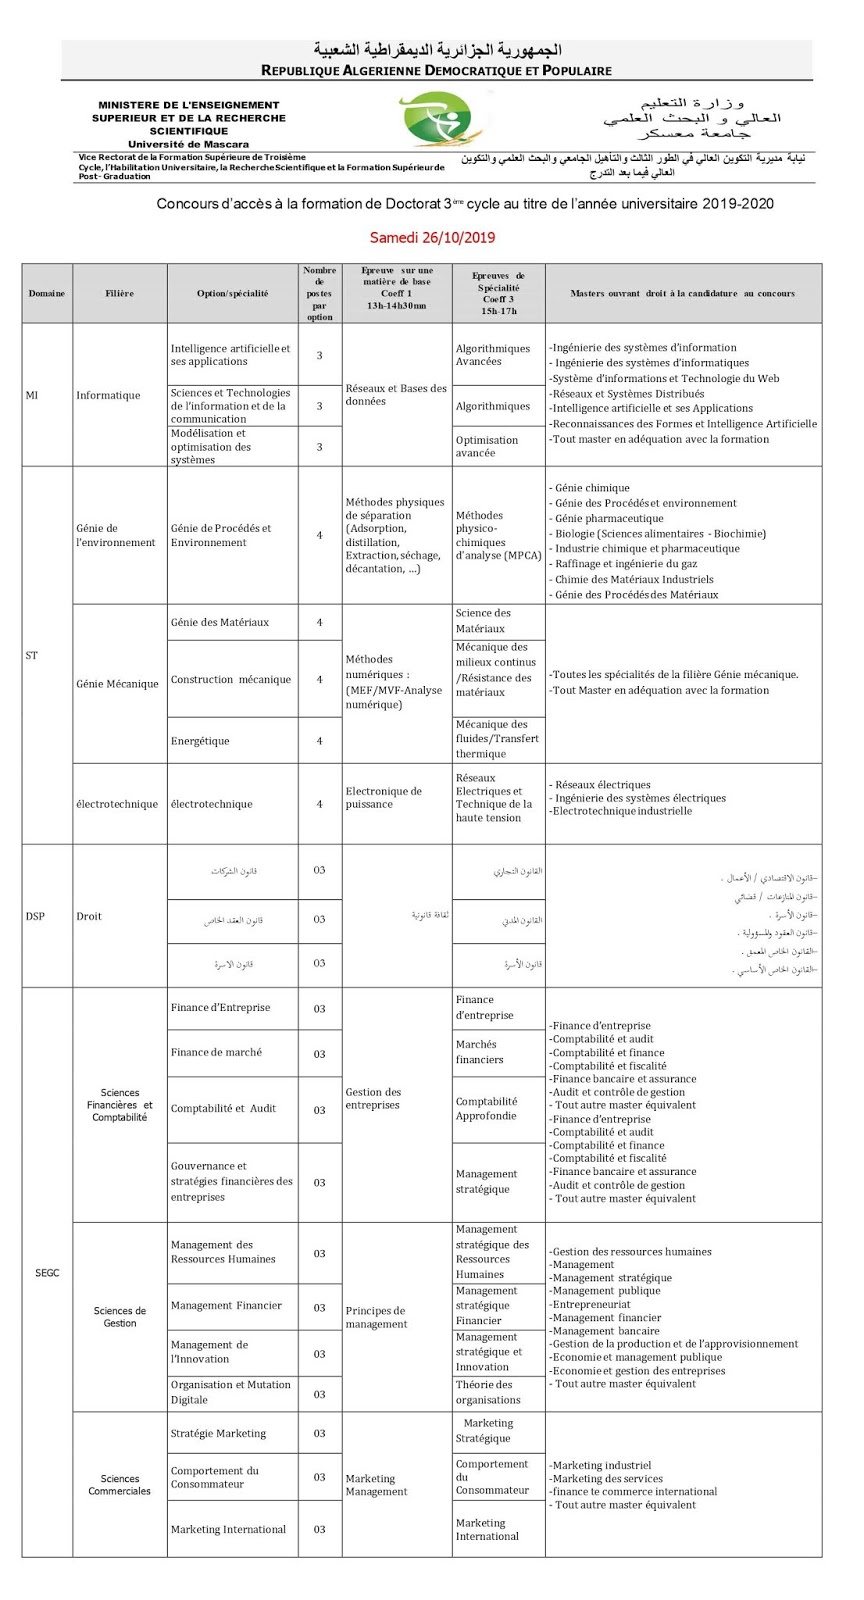 الجمهورية الجزائرية الديمقراطية الشعبية
REPUBLIQUE ALGERIENNE DEMOCRATIQUE ET POPULAIRE
MINISTERE DE L'ENSEIGNEMENT
SUPERIEUR ET DE LA RECHERCHE
SCIENTIFIQUE
Université de Mascara
وزارة التعليم
العالي و البحث العلمي
جامعة معسكر
Vice Rectorat de la Formation Supérieure de Troisième
Cycle, l'Habilitation Universitaire, la Recherche Scientifique et la Formation Supérieur de
Post- Graduation
نيابة مديرية التكوين العالي في الطور الثالث والتأهيل الجامعي والبحث العلمي والتكوين
العالي فيما بعد التدرج
Concours d'accès à la formation de Doctorat 3ème cycle au titre de l'année universitaire 2019-2020
Samedi 26/10/2019
Domaine
Filière
Option/spécialité
Nombre
de
postes
par
option
Epreuve sur une
matière de base
Coeff 1
13h-14h30mn
Epreuves de
Spécialité
Coeff 3
15h-17h
Masters ouvrant droit à la candidature au concours
MI
Informatique
Intelligence artificielle et
ses applications
3
Réseaux et Bases des
données
Algorithmiques
Avancées
-Ingénierie des systèmes d'information
- Ingénierie des systèmes d'informatiques
-Système d'informations et Technologie du Web
-Réseaux et Systèmes Distribués
-Intelligence artificielle et ses Applications
-Reconnaissances des Formes et Intelligence Artificielle
-Tout master en adéquation avec la formation
Sciences et Technologies
de l'information et de la
communication
3
Algorithmiques
Modélisation et
optimisation des
systèmes
3
Optimisation
avancée
ST
Génie de
l'environnement
Génie de Procédés et
Environnement
4
Méthodes physiques
de séparation
(Adsorption,
distillation,
Extraction, séchage,
décantation, ...)
Méthodes
physico-
chimiques
d'analyse (MPCA)
- Génie chimique
- Génie des Procédés et environnement
- Génie pharmaceutique
- Biologie (Sciences alimentaires - Biochimie)
- Industrie chimique et pharmaceutique
- Raffinage et ingénierie du gaz
- Chimie des Matériaux Industriels
- Génie des Procédés des Matériaux
Génie Mécanique
Génie des Matériaux
4
Méthodes
numériques :
(MEF/MVF-Analyse
numérique)
Science des
Matériaux
-Toutes les spécialités de la filière Génie mécanique.
-Tout Master en adéquation avec la formation
Construction mécanique
4
Mécanique des
milieux continus
/Résistance des
matériaux
Energétique
4
Mécanique des
fluides/Transfert
thermique
électrotechnique
électrotechnique
4
Electronique de
puissance
Réseaux
Electriques et
Technique de la
haute tension
- Réseaux électriques
- Ingénierie des systèmes électriques
-Electrotechnique industrielle
DSP
Droit
قانون الشركات
03
ثقافة قانونية
القانون التجاري
-قانون الاقتصادي / الأعمال .
-قانون المنازعات / قضائي
-قانون الأسرة .
-قانون العقود والمسؤولية .
-القانون الخاص المعمق .
-القانون الخاص الأساسي .
قانون العقد الخاص
03
القانون المدني
قانون الاسرة
03
قانون الأسرة
SEGC
Sciences
Financières et
Comptabilité
Finance d'Entreprise
03
Gestion des
entreprises
Finance
d'entreprise
-Finance d'entreprise
-Comptabilité et audit
-Comptabilité et finance
-Comptabilité et fiscalité
-Finance bancaire et assurance
-Audit et contrôle de gestion
- Tout autre master équivalent
-Finance d'entreprise
-Comptabilité et audit
-Comptabilité et finance
-Comptabilité et fiscalité
-Finance bancaire et assurance
-Audit et contrôle de gestion
- Tout autre master équivalent
Finance de marché
03
Marchés
financiers
Comptabilité et Audit
03
Comptabilité
Approfondie
Gouvernance et
stratégies financières des
entreprises
03
Management
stratégique
Sciences de
Gestion
Management des
Ressources Humaines
03
Principes de
management
Management
stratégique des
Ressources
Humaines
-Gestion des ressources humaines
-Management
-Management stratégique
-Management publique
-Entrepreneuriat
-Management financier
-Management bancaire
-Gestion de la production et de l'approvisionnement
-Economie et management publique
-Economie et gestion des entreprises
- Tout autre master équivalent
Management Financier
03
Management
stratégique
Financier
Management de
l'Innovation
03
Management
stratégique et
Innovation
Organisation et Mutation
Digitale
03
Théorie des
organisations
Sciences
Commerciales
Stratégie Marketing
03
Marketing
Management
Marketing
Stratégique
-Marketing industriel
-Marketing des services
-finance te commerce international
- Tout autre master équivalent
Comportement du
Consommateur
03
Comportement
du
Consommateur
Marketing International
03
Marketing
International